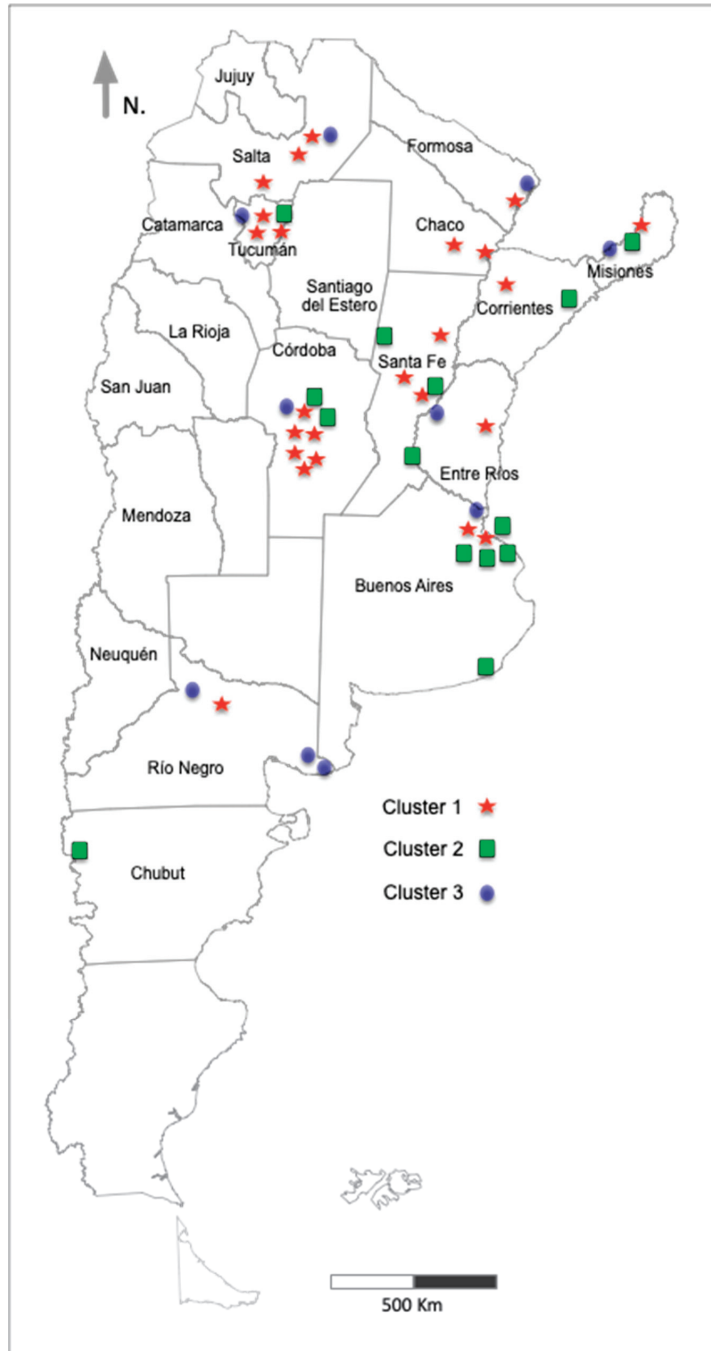 Jujuy
N.
Formosa
Salta
Catamarca
Chaco
Tucumán
Misiones
Santiago
del Estero
Corrientes
La Rioja
Córdoba
Santa Fe
San Juan
Entre Ríos
Mendoza
Buenos Aires
Neuquén
Río Negro
Cluster 1
Cluster 2
Chubut
Cluster 3
500 Km